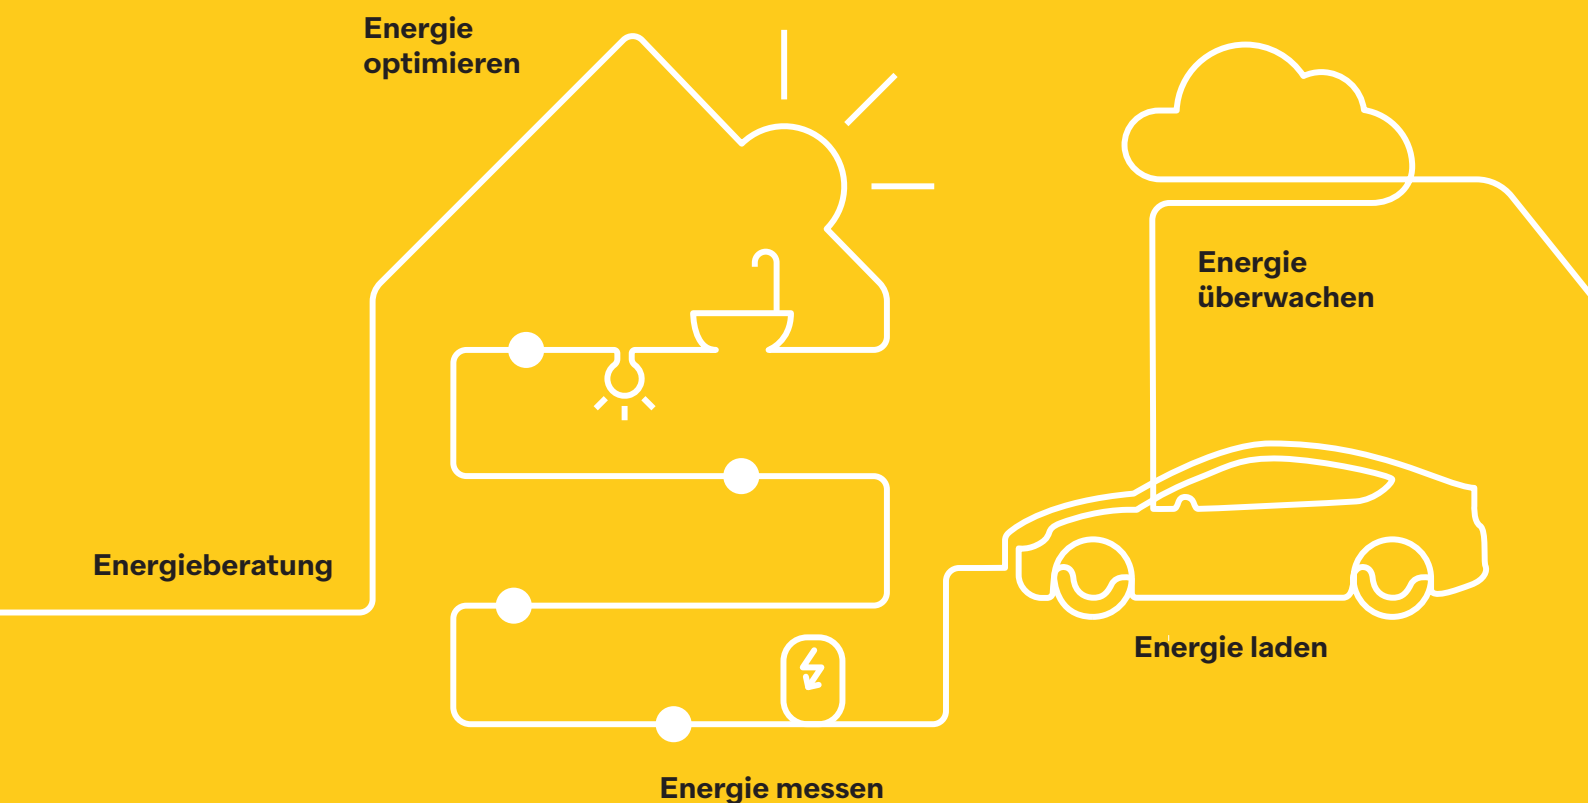 Energie
optimieren
Energie
überwachen
Energieberatung
Energie laden
Energie messen